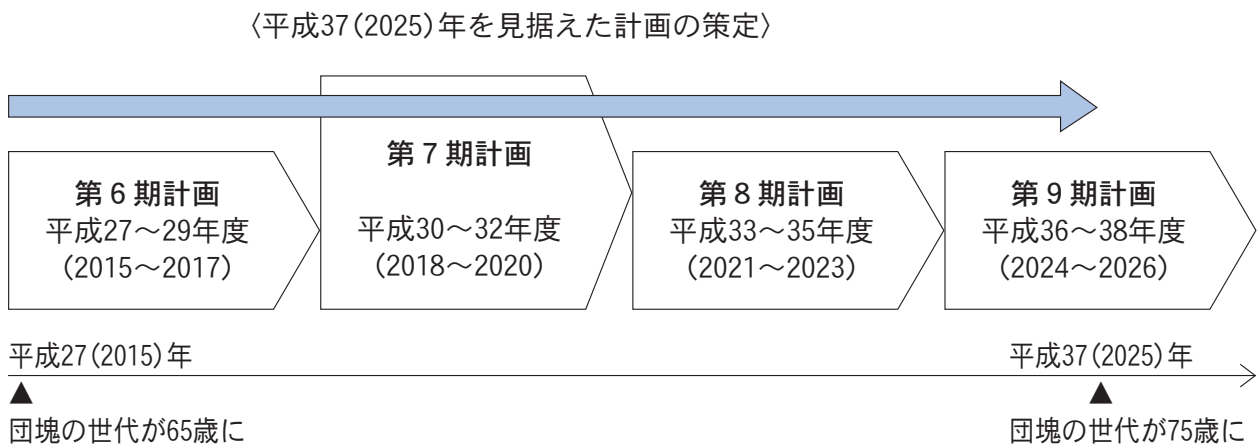 〈平成37(2025)年を見据えた計画の策定〉
第6期計画
平成27～29年度
(2015～2017)
第7期計画
平成30～32年度
(2018～2020)
第8期計画
平成33～35年度
(2021～2023)
第9期計画
平成36～38年度
(2024～2026)
平成27(2015)年
平成37(2025)年
▲
▲
団塊の世代が65歳に
団塊の世代が75歳に